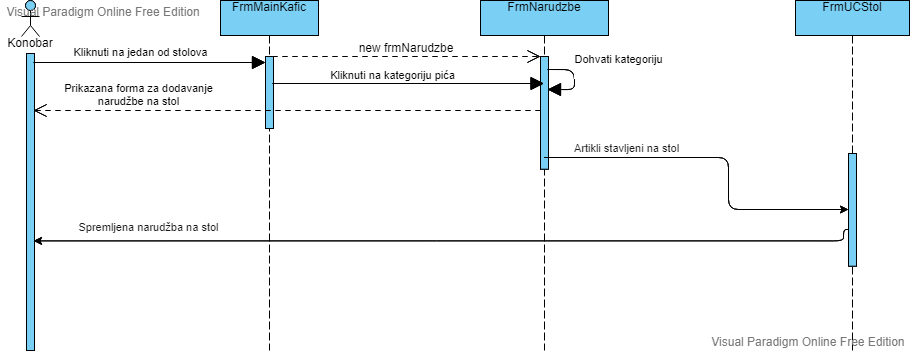 Visual Paradigm Online Free Edition
FrmMainKafic
FrmNarudzbe
FrmUCStol
Konobar
Kliknuti na jedan od stolova
new frmNarudzbe
Dohvati kategoriju
Kliknuti na kategoriju pića
Prikazana forma za dodavanje
narudžbe na stol
Artikli stavljeni na stol
Spremljena narudžba na stol
Visual Paradigm Online Free Edition